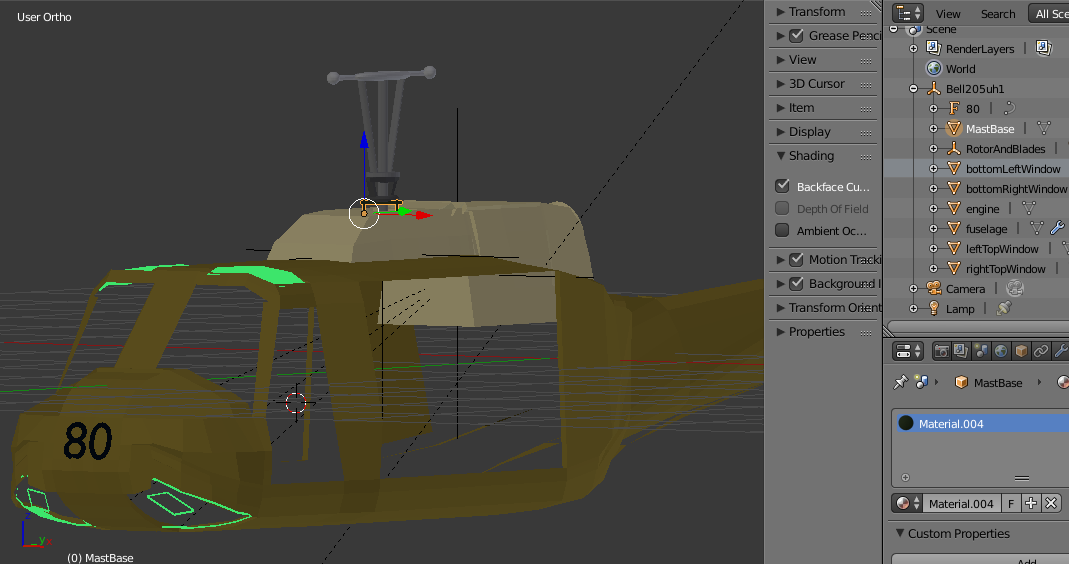 User Ortho
80
(0) MastBase
z
y
Transform
Grease Penci
View
3D Cursor
Item
Display
Shading
Backface Cu...
Depth Of Field
Ambient Oc...
Motion Tracki
Background I
Transform Orient
Properties
View
Search
All Sce
Scene
RenderLayers
World
Bell205uh1
80
MastBase
RotorAndBlades
bottomLeftWindow
bottomRightWindow
engine
fuselage
leftTopWindow
rightTopWindow
Camera
Lamp
MastBase
Material.004
Material.004 F
Custom Properties
Add